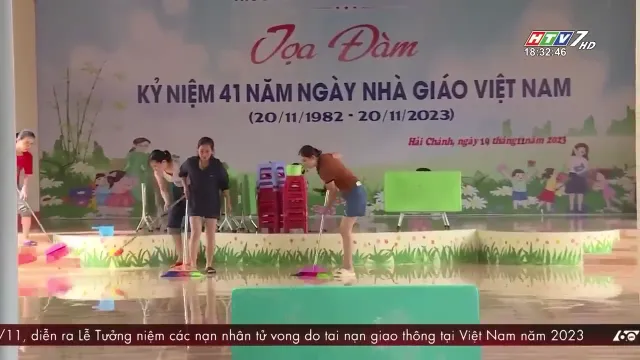 HTV7 HD
18:32:46
Tọa Đàm
KỶ NIỆM 41 NĂM NGÀY NHÀ GIÁO VIỆT NAM
(20/11/1982 - 20/11/2023)
Hải Chánh, ngày 19 tháng 11 năm 2023
/11, diễn ra Lễ Tưởng niệm các nạn nhân tử vong do tai nạn giao thông tại Việt Nam năm 2023